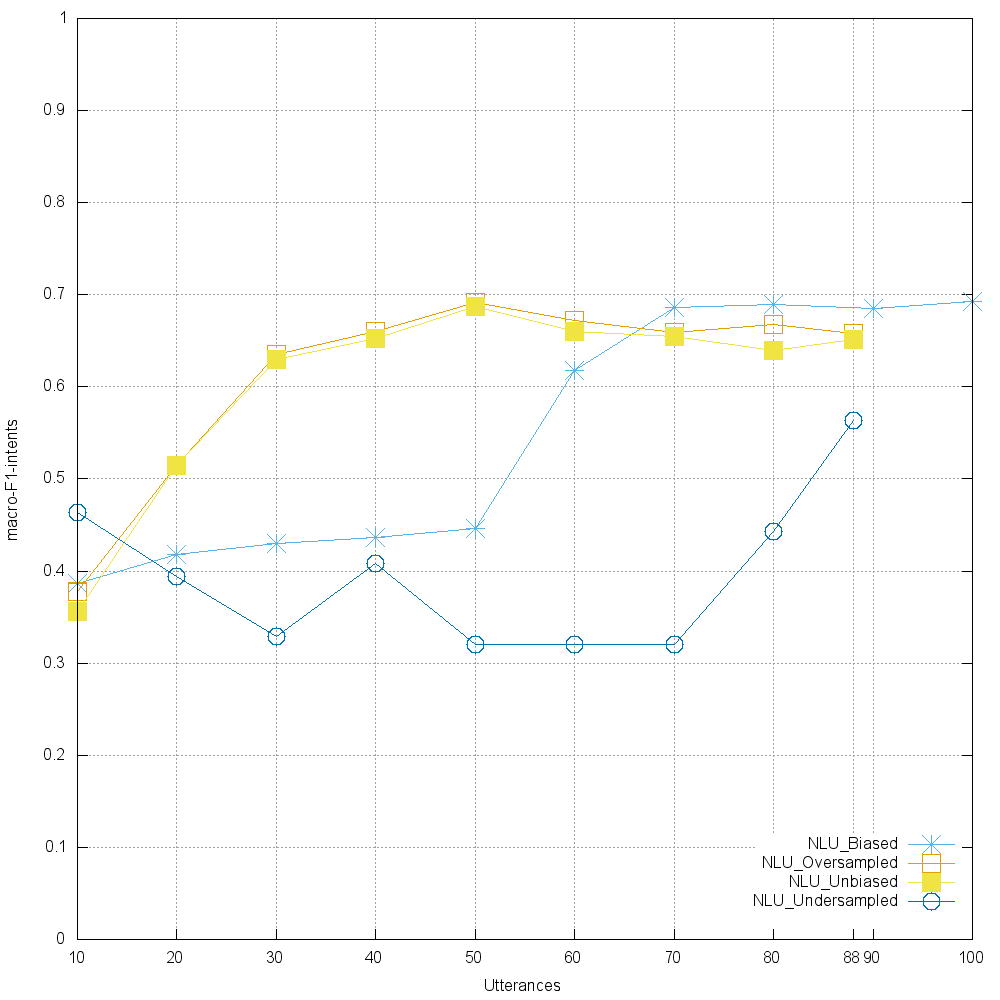 1
0.9
0.8
0.7
0.6
0.5
0.4
0.3
0.2
0.1
0
macro-F1-intents
NLU_Biased
NLU_Oversampled
NLU_Unbiased
NLU_Undersampled
10 20 30 40 50 60 70 80 88 90 100
Utterances